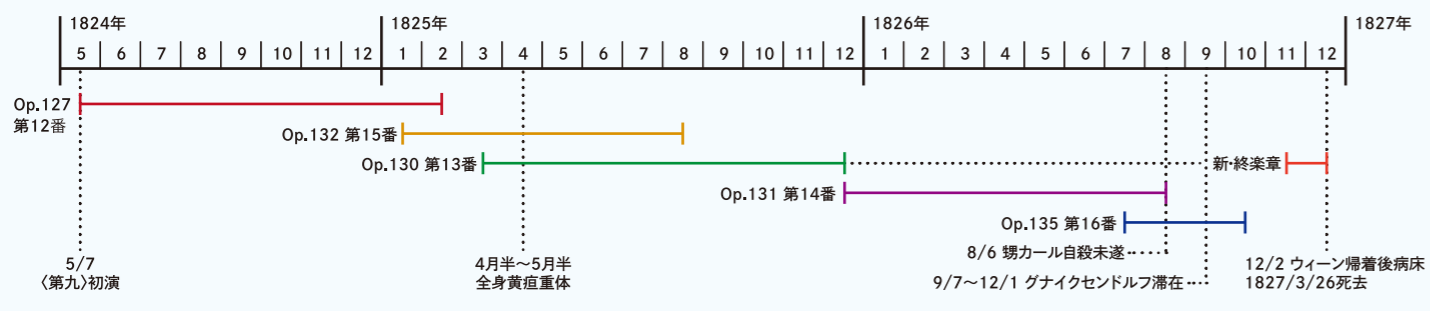 1824年 1825年 1826年 1827年
5 6 7 8 9 10 11 12 1 2 3 4 5 6 7 8 9 10 11 12 1 2 3 4 5 6 7 8 9 10 11 12
Op.127
第12番
Op.132 第15番
Op.130 第13番
新・終楽章
Op.131 第14番
Op.135 第16番
5/7
〈第九〉初演
4月半〜5月半
全身黄疸重体
8/6 甥カール自殺未遂
9/7〜12/1 グナイクセンドルフ滞在
12/2 ウィーン帰着後病床
1827/3/26死去